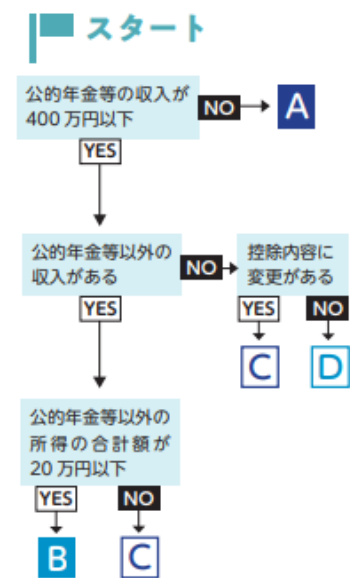 スタート
公的年金等の収入が
400万円以下
NO
A
YES
公的年金等以外の
収入がある
NO
控除内容に
変更がある
YES
YES
NO
C
D
公的年金等以外の
所得の合計額が
20万円以下
YES
NO
B
C